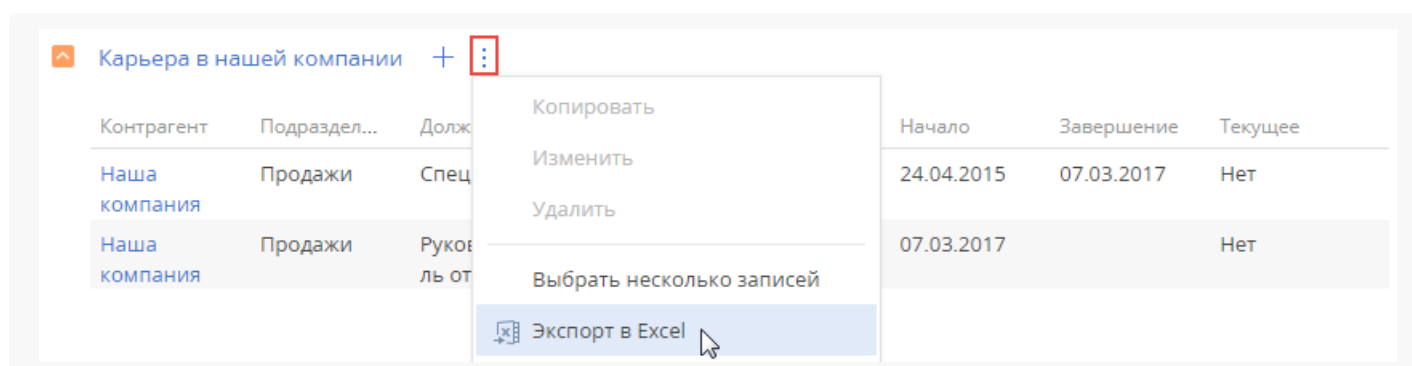 Карьера в нашей компании
Копировать
Контрагент Подраздел... Долж Начало Завершение Текущее
Изменить
Наша Продажи Спец 24.04.2015 07.03.2017 Нет
компания
Удалить
Наша Продажи Руков 07.03.2017 Нет
компания ль от
Выбрать несколько записей
Экспорт в Excel